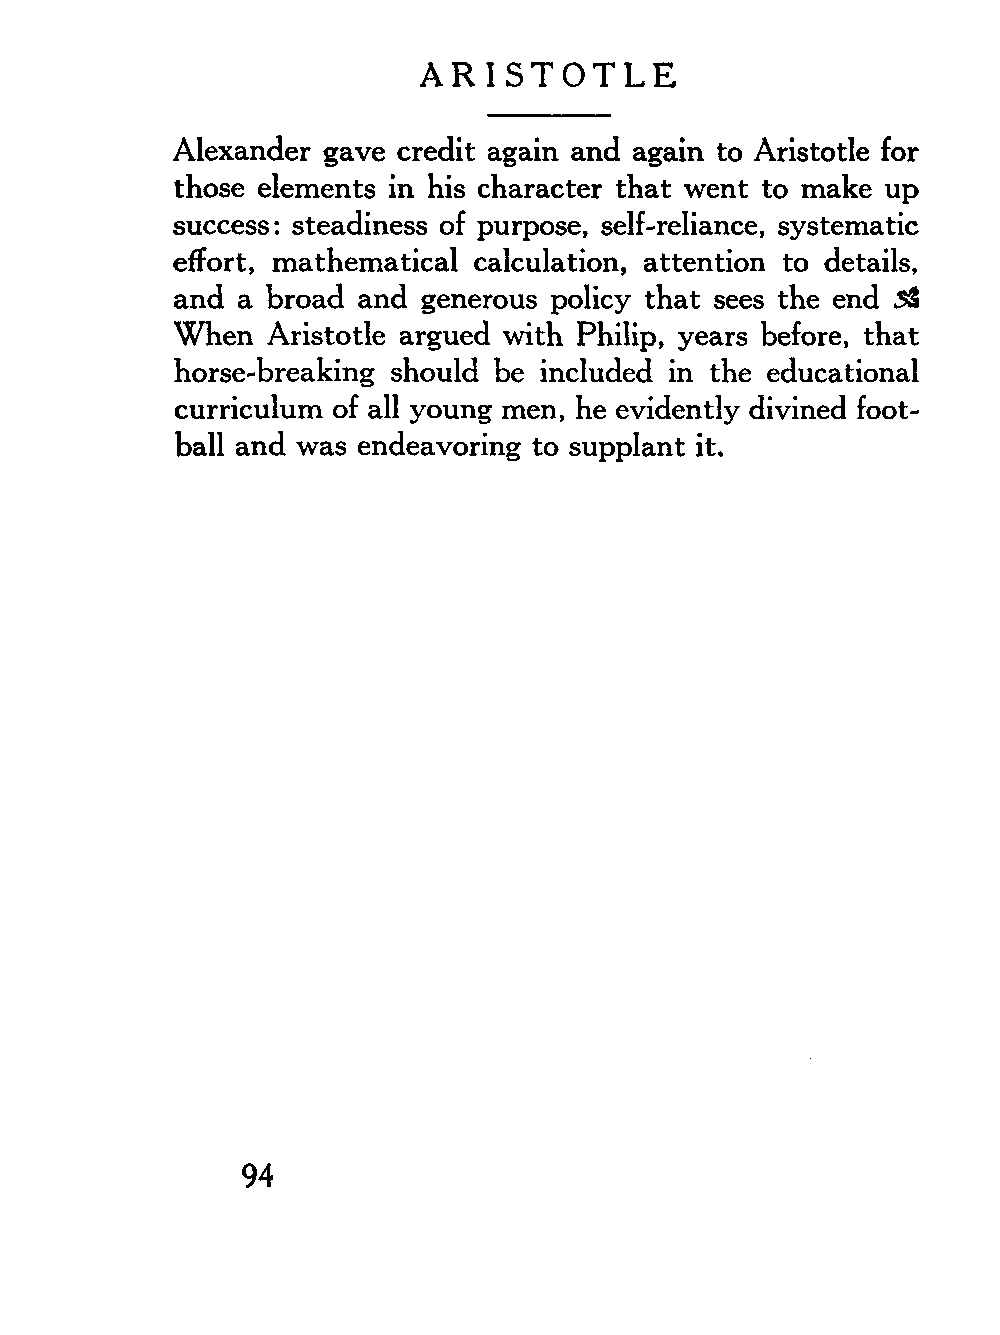 ARISTOTLE
Alexander gave credit again and again to Aristotle for
those elements in his character that went to make up
success: steadiness of purpose, self-reliance, systematic
effort, mathematical calculation, attention to details,
and a broad and generous policy that sees the end
When Aristotle argued with Philip, years before, that
horse-breaking should be included in the educational
curriculum of all young men, he evidently divined foot-
ball and was endeavoring to supplant it.
94